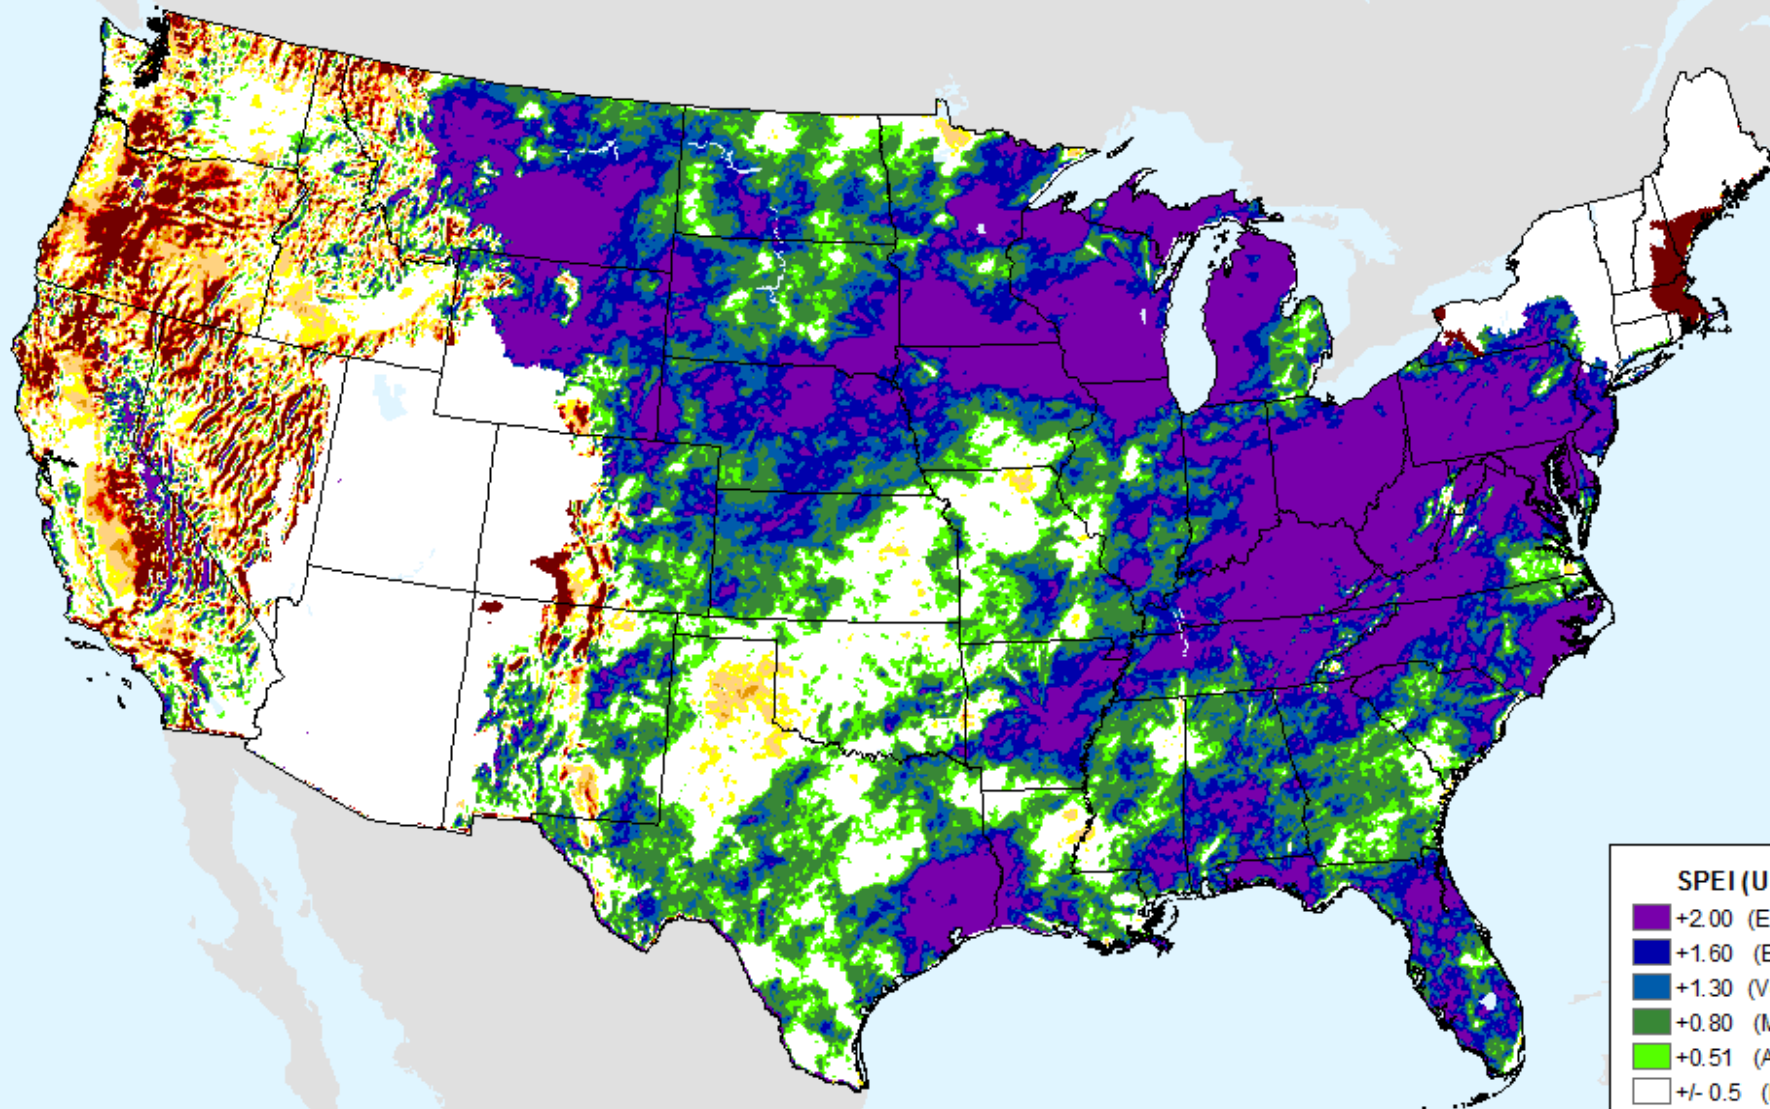 SPEI (U
+2.00 (E
+1.60 (E
+1.30 (V
+0.80 (M
+0.51 (A
+/- 0.5 (